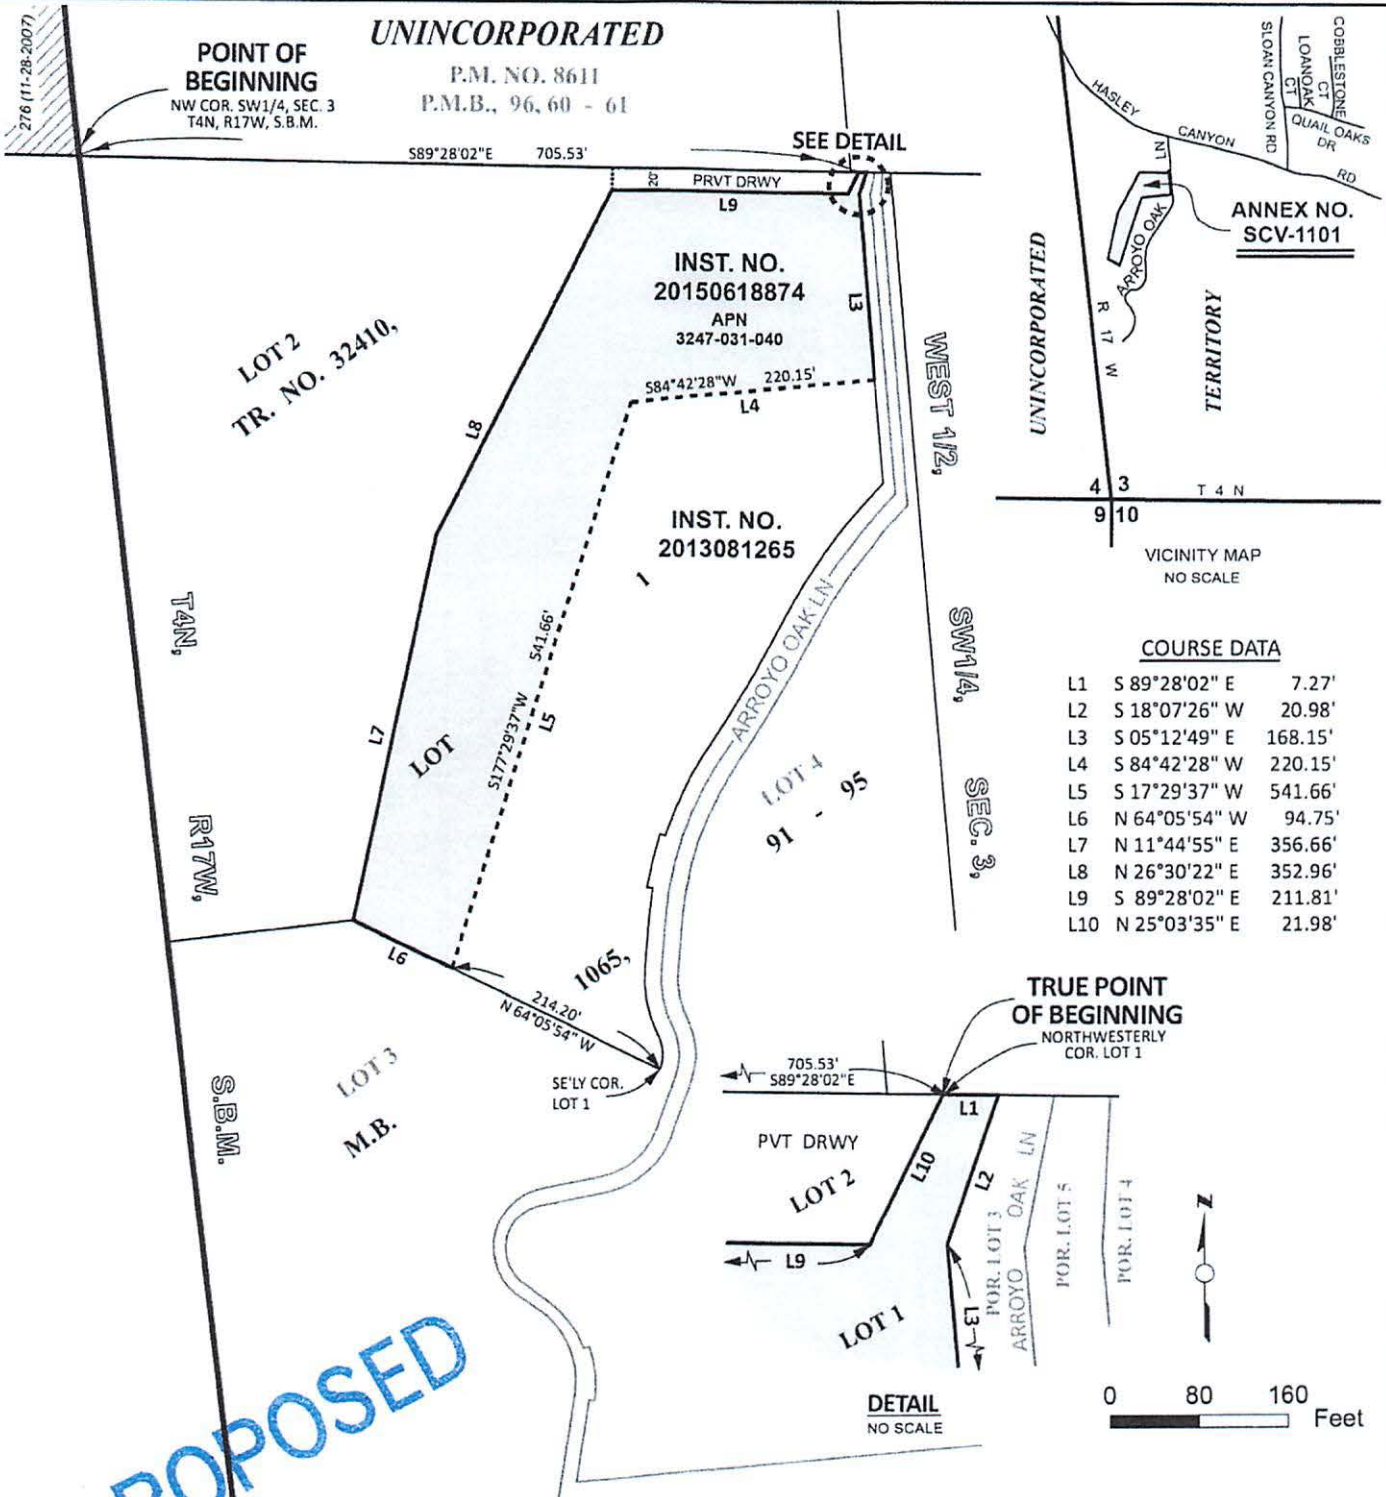 276 (11-28-2007)
UNINCORPORATED
P.M. NO. 8611
P.M.B., 96, 60 - 61
POINT OF
BEGINNING
NW COR. SW1/4, SEC. 3
T4N, R17W, S.B.M.
S89°28'02"E 705.53'
SEE DETAIL
20'
PRVT DRWY
L9
INST. NO.
20150618874
APN
3247-031-040
L3
S84°42'28"W 220.15'
L4
LOT 2
TR. NO. 32410,
L8
INST. NO.
2013081265
1
541.66'
S177°29'37"W
L5
L7
LOT
ARROYO OAK LN
LOT 4
91 - 95
WEST 1/2,
SW1/4,
SEC. 3,
T4N,
R17W,
S.B.M.
L6
1065,
214.20'
N 64°05'54" W
SE'LY COR.
LOT 1
LOT 3
M.B.
HASLEY
CANYON
RD
SLOAN CANYON RD
LOANOAK
CT
COBBLESTONE
CT
QUAIL OAKS
DR
LN
ARROYO OAK
ANNEX NO.
SCV-1101
UNINCORPORATED
R 17 W
TERRITORY
4 3
T 4 N
9 10
VICINITY MAP
NO SCALE
COURSE DATA
L1 S 89°28'02" E 7.27'
L2 S 18°07'26" W 20.98'
L3 S 05°12'49" E 168.15'
L4 S 84°42'28" W 220.15'
L5 S 17°29'37" W 541.66'
L6 N 64°05'54" W 94.75'
L7 N 11°44'55" E 356.66'
L8 N 26°30'22" E 352.96'
L9 S 89°28'02" E 211.81'
L10 N 25°03'35" E 21.98'
TRUE POINT
OF BEGINNING
NORTHWESTERLY
COR. LOT 1
705.53'
S89°28'02"E
L1
PVT DRWY
LOT 2
L10
L2
L9
LOT 1
L3
POR. LOT 3
ARROYO OAK LN
POR. LOT 5
POR. LOT 4
DETAIL
NO SCALE
N
0 80 160
Feet
OPOSED